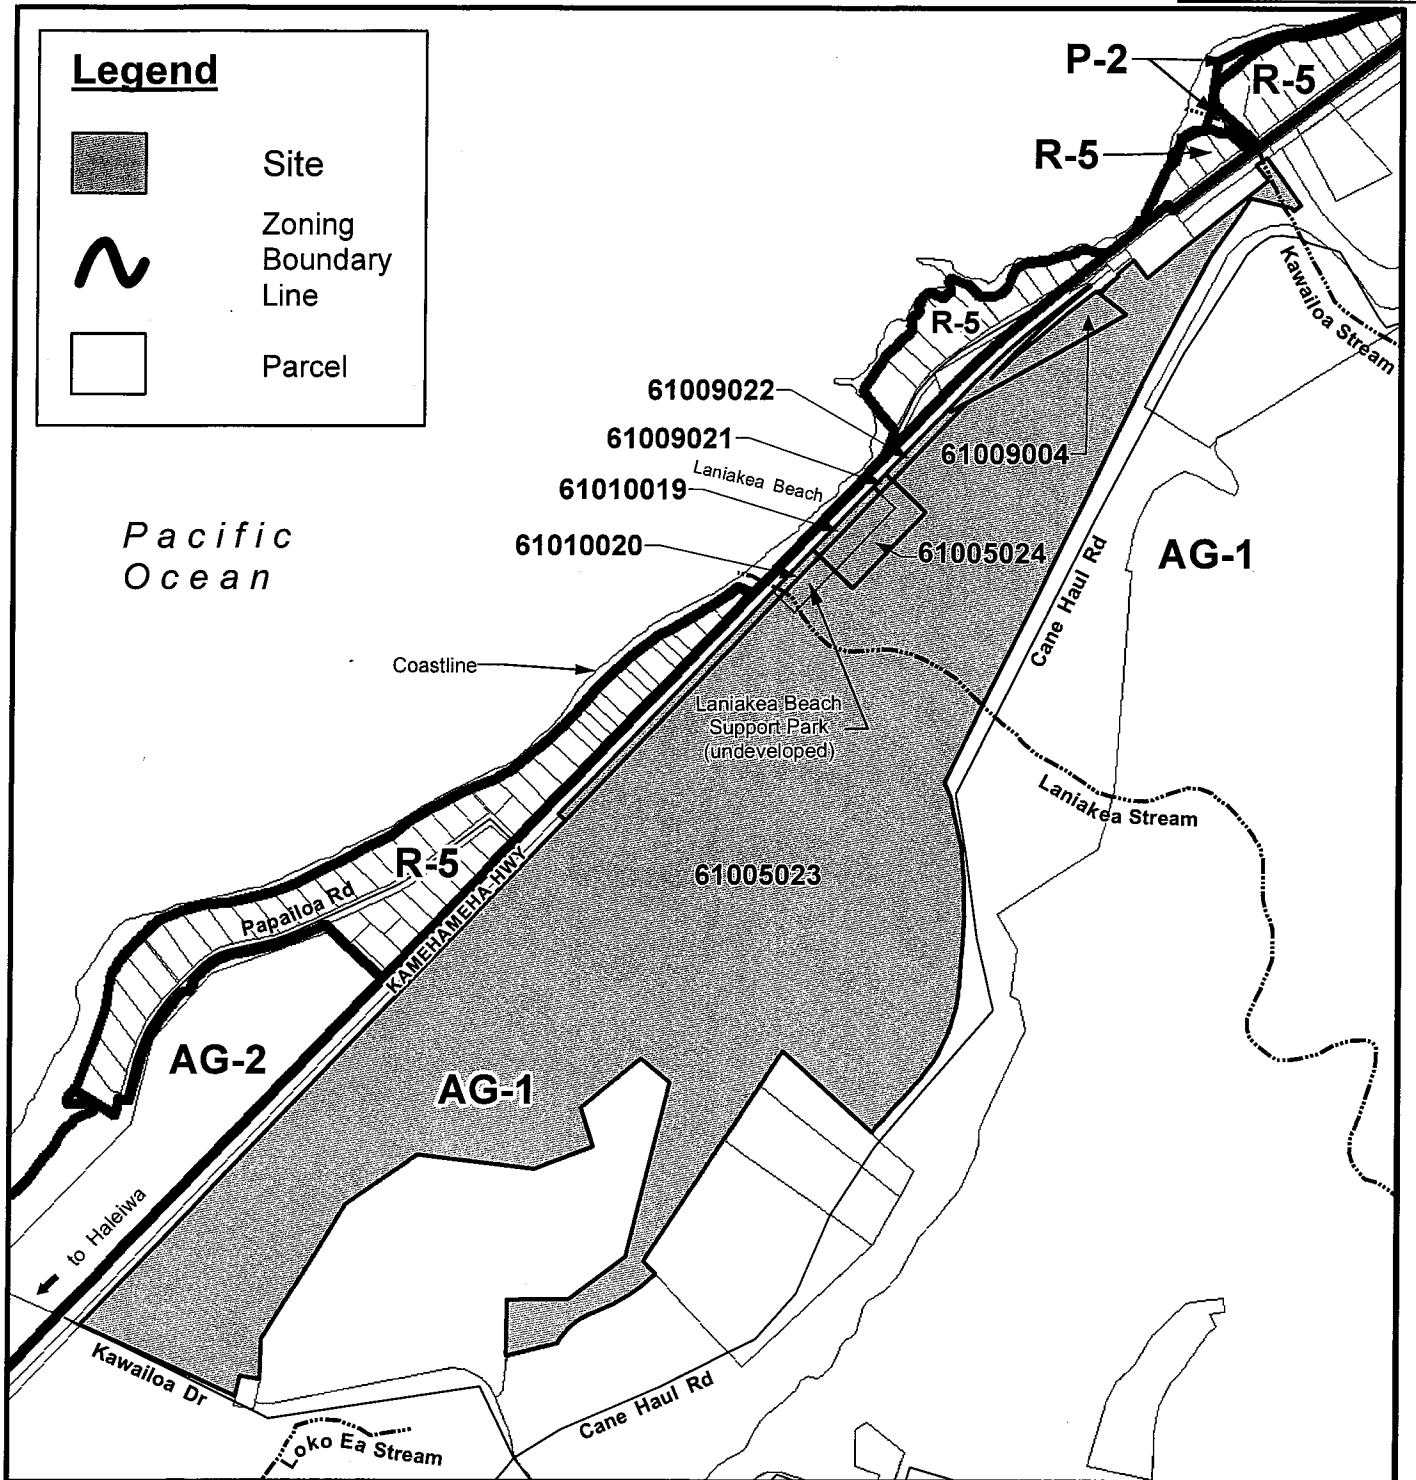 Legend
Site
Zoning
Boundary
Line
Parcel
P-2
R-5
R-5
Kawailoa Stream
R-5
61009022
61009021
61009004
Laniakea Beach
61010019
61010020
61005024
AG-1
Pacific
Ocean
Cane Haul Rd
Coastline
Laniakea Beach
Support Park
(undeveloped)
Laniakea Stream
61005023
R-5
Papailoa Rd
KAMEHAMEHA-HWY
AG-2
AG-1
to Haleiwa
Kawailoa Dr
Cane Haul Rd
Loko Ea Stream